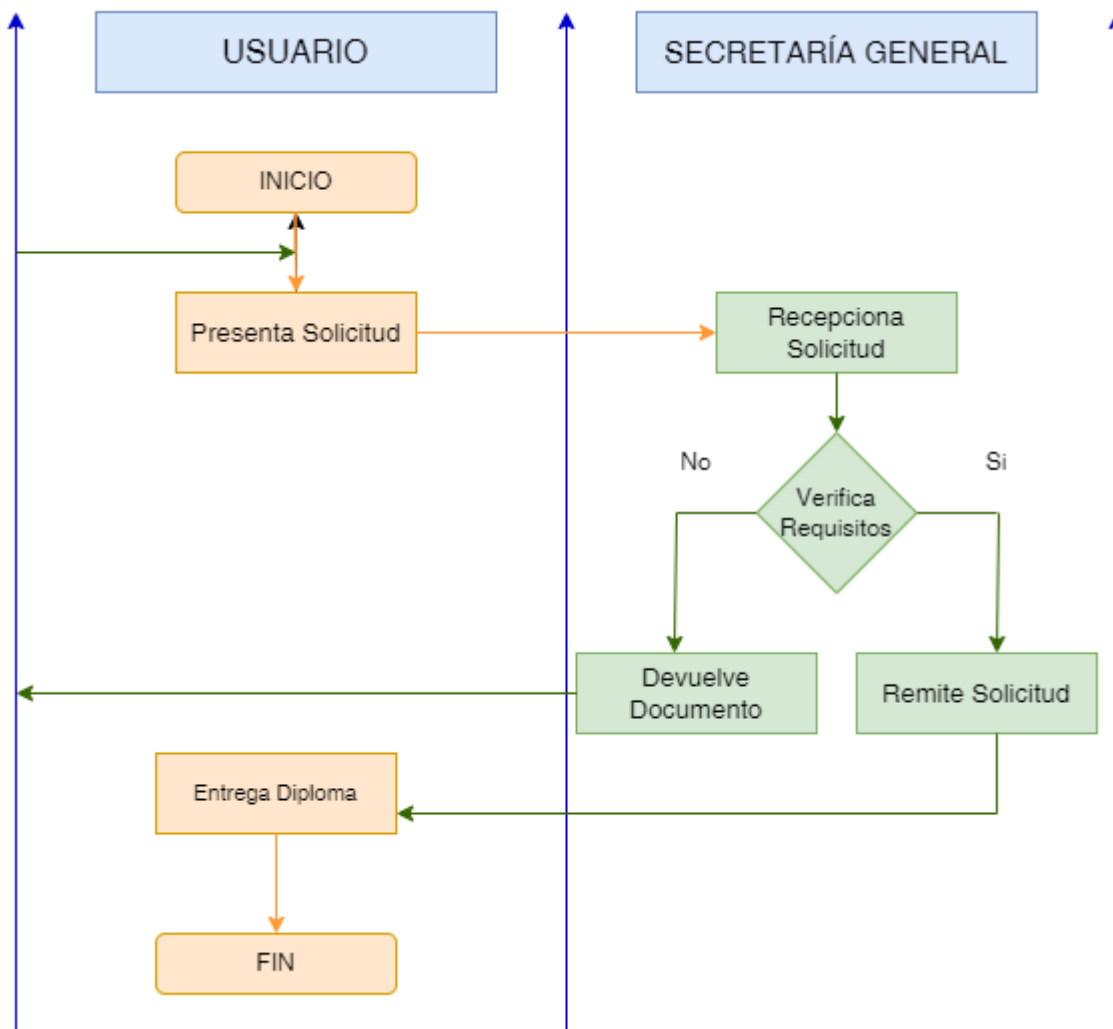 USUARIO
SECRETARÍA GENERAL
INICIO
Presenta Solicitud
Recepciona
Solicitud
No
Si
Verifica
Requisitos
Devuelve
Documento
Remite Solicitud
Entrega Diploma
FIN